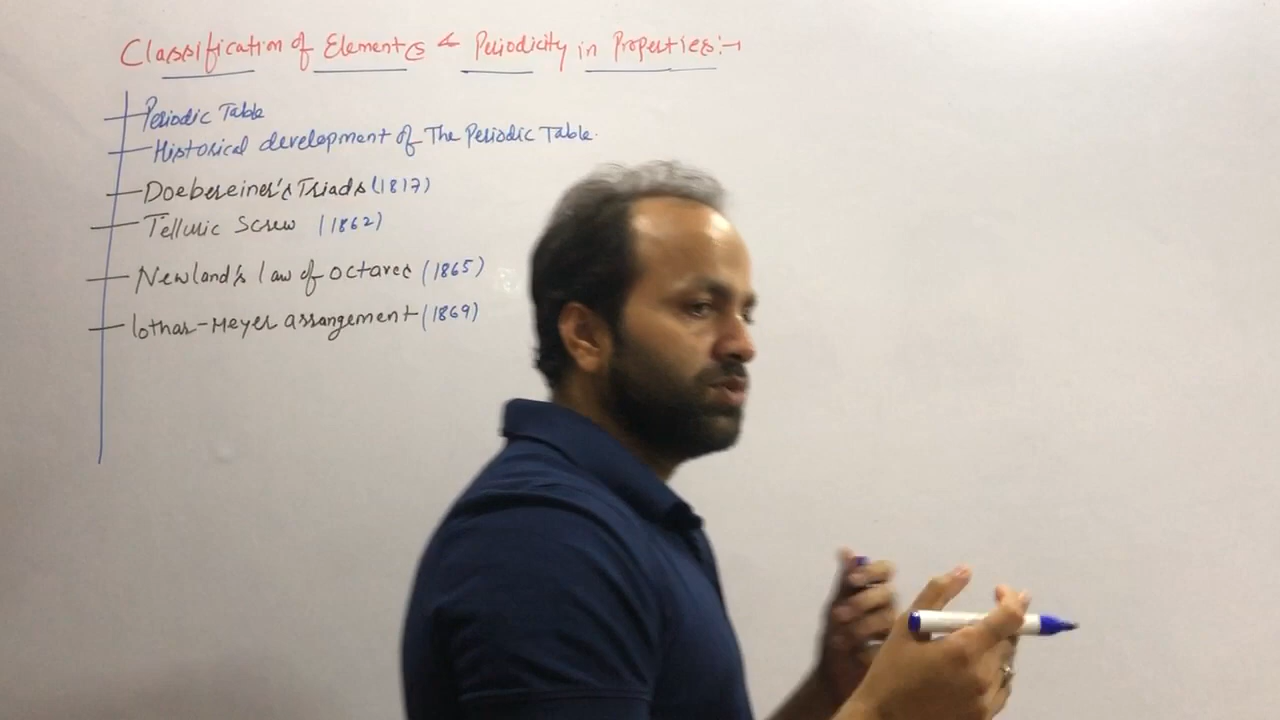 Classification of Elements & Periodicity in Properties:-
Periodic Table
Historical development of The Periodic Table.
Doebereiner's Triads (1817)
Telluric Screw (1862)
Newland's law of octaves (1865)
lothar-Meyer arrangement (1869)